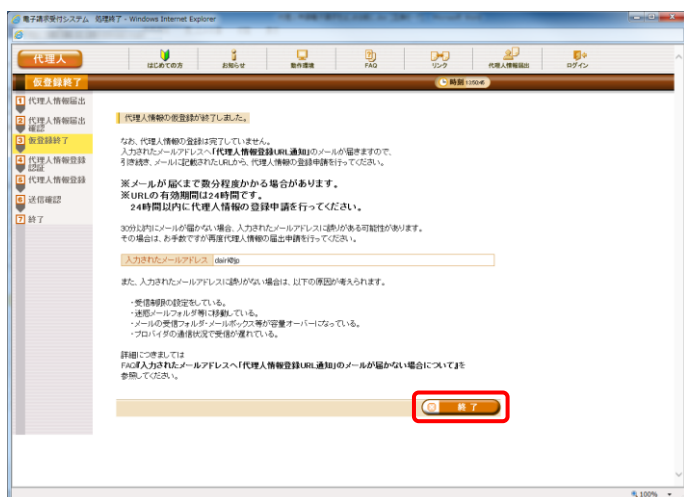 電子請求受付システム 処理終了 - Windows Internet Explorer
代理人
はじめての方
お知らせ
動作環境
FAQ
リンク
代理人情報届出
ログイン
仮登録終了
時刻
1 代理人情報届出
2 代理人情報届出確認
3 仮登録終了
4 代理人情報登録認証
5 代理人情報登録
6 送信確認
7 終了
代理人情報の仮登録が終了しました。
なお、代理人情報の登録は完了していません。
入力されたメールアドレスへ「代理人情報登録URL通知」のメールが届きますので、
引き続き、メールに記載されたURLから、代理人情報の登録申請を行ってください。
※メールが届くまで数分程度かかる場合があります。
※URLの有効期間は24時間です。
24時間以内に代理人情報の登録申請を行ってください。
30分以内にメールが届かない場合、入力されたメールアドレスに誤りがある可能性があります。
その場合は、お手数ですが再度代理人情報の届出申請を行ってください。
入力されたメールアドレス
また、入力されたメールアドレスに誤りがない場合は、以下の原因が考えられます。
・受信制限の設定をしている。
・迷惑メールフォルダ等に移動している。
・メールの受信フォルダ・メールボックス等が容量オーバーになっている。
・プロバイダの通信状況で受信が遅れている。
詳細につきましては
FAQ『入力されたメールアドレスへ「代理人情報登録URL通知」のメールが届かない場合について』を
参照してください。
終了
100%